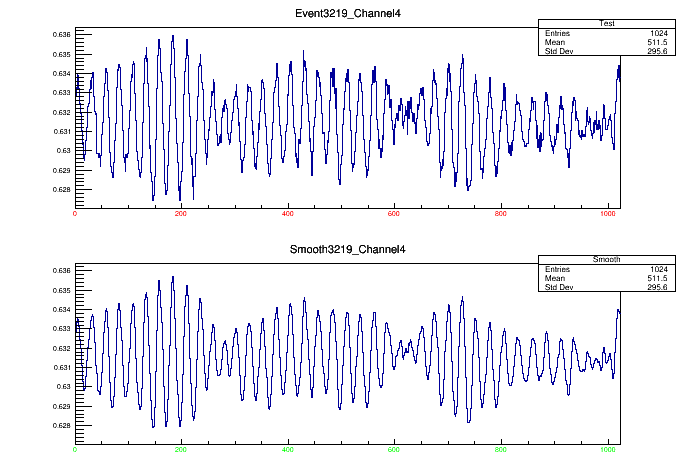 Event3219_Channel4
Test
Entries 1024
Mean 511.5
Std Dev 295.6
0.636
0.635
0.634
0.633
0.632
0.631
0.63
0.629
0.628
0 200 400 600 800 1000
Smooth3219_Channel4
Smooth
Entries 1024
Mean 511.5
Std Dev 295.6
0.636
0.635
0.634
0.633
0.632
0.631
0.63
0.629
0.628
0 200 400 600 800 1000